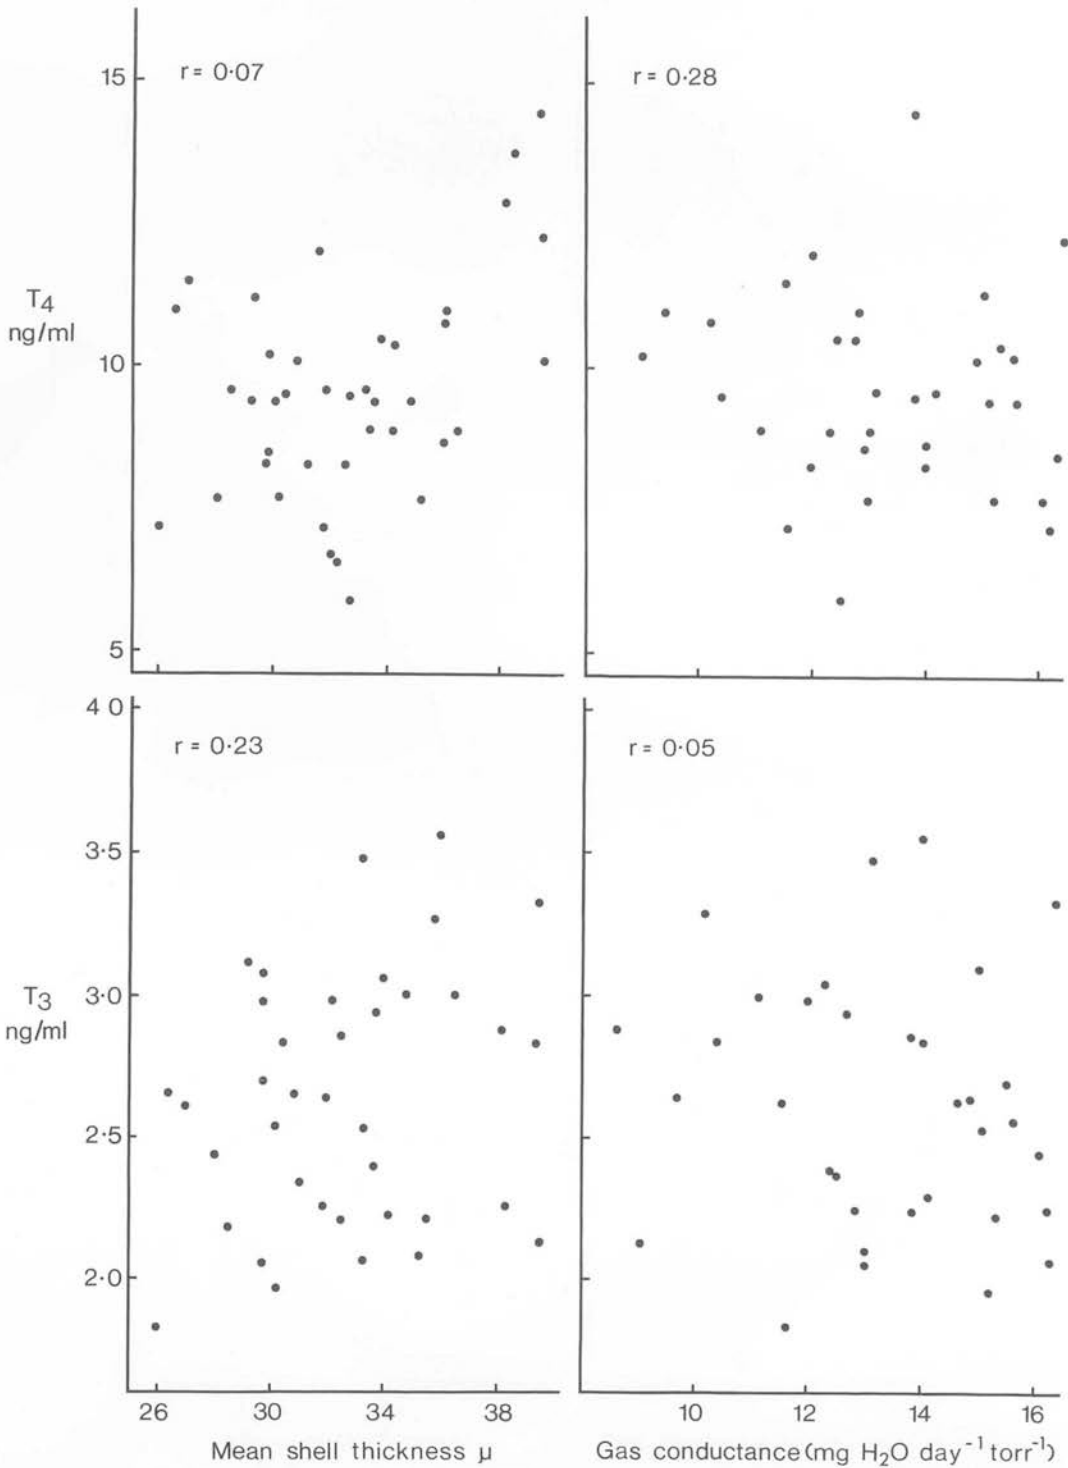 r = 0·07
r = 0·28
15
10
5
T4
ng/ml
r = 0·23
r = 0·05
4 0
3·5
3·0
2·5
2·0
T3
ng/ml
26 30 34 38
10 12 14 16
Mean shell thickness µ
Gas conductance (mg H₂O day⁻¹ torr⁻¹)